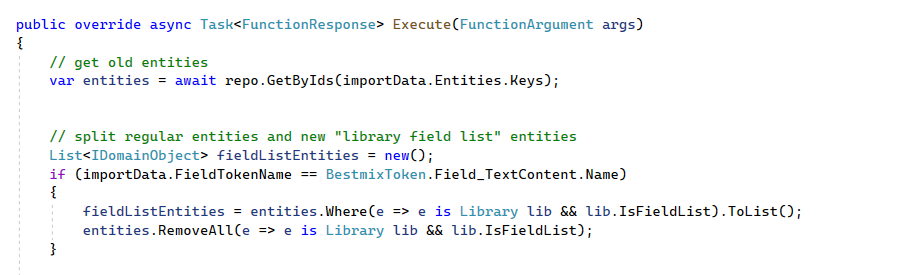 public override async Task<FunctionResponse> Execute(FunctionArgument args)
{
// get old entities
var entities = await repo.GetByIds(importData.Entities.Keys);
// split regular entities and new "library field list" entities
List<IDomainObject> fieldListEntities = new();
if (importData.FieldTokenName == BestmixToken.Field_TextContent.Name)
{
fieldListEntities = entities.Where(e => e is Library lib && lib.IsFieldList).ToList();
entities.RemoveAll(e => e is Library lib && lib.IsFieldList);
}